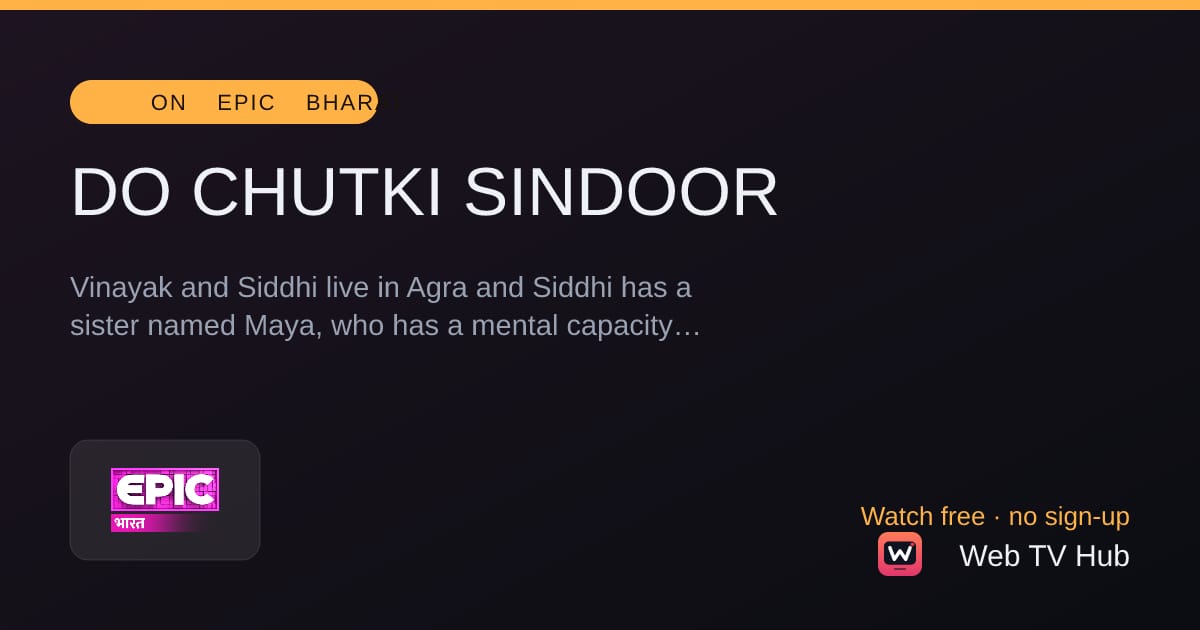 ON EPIC BHAR
DO CHUTKI SINDOOR
Vinayak and Siddhi live in Agra and Siddhi has a
sister named Maya, who has a mental capacity…
EPIC
भारत
Watch free · no sign-up
W
Web TV Hub